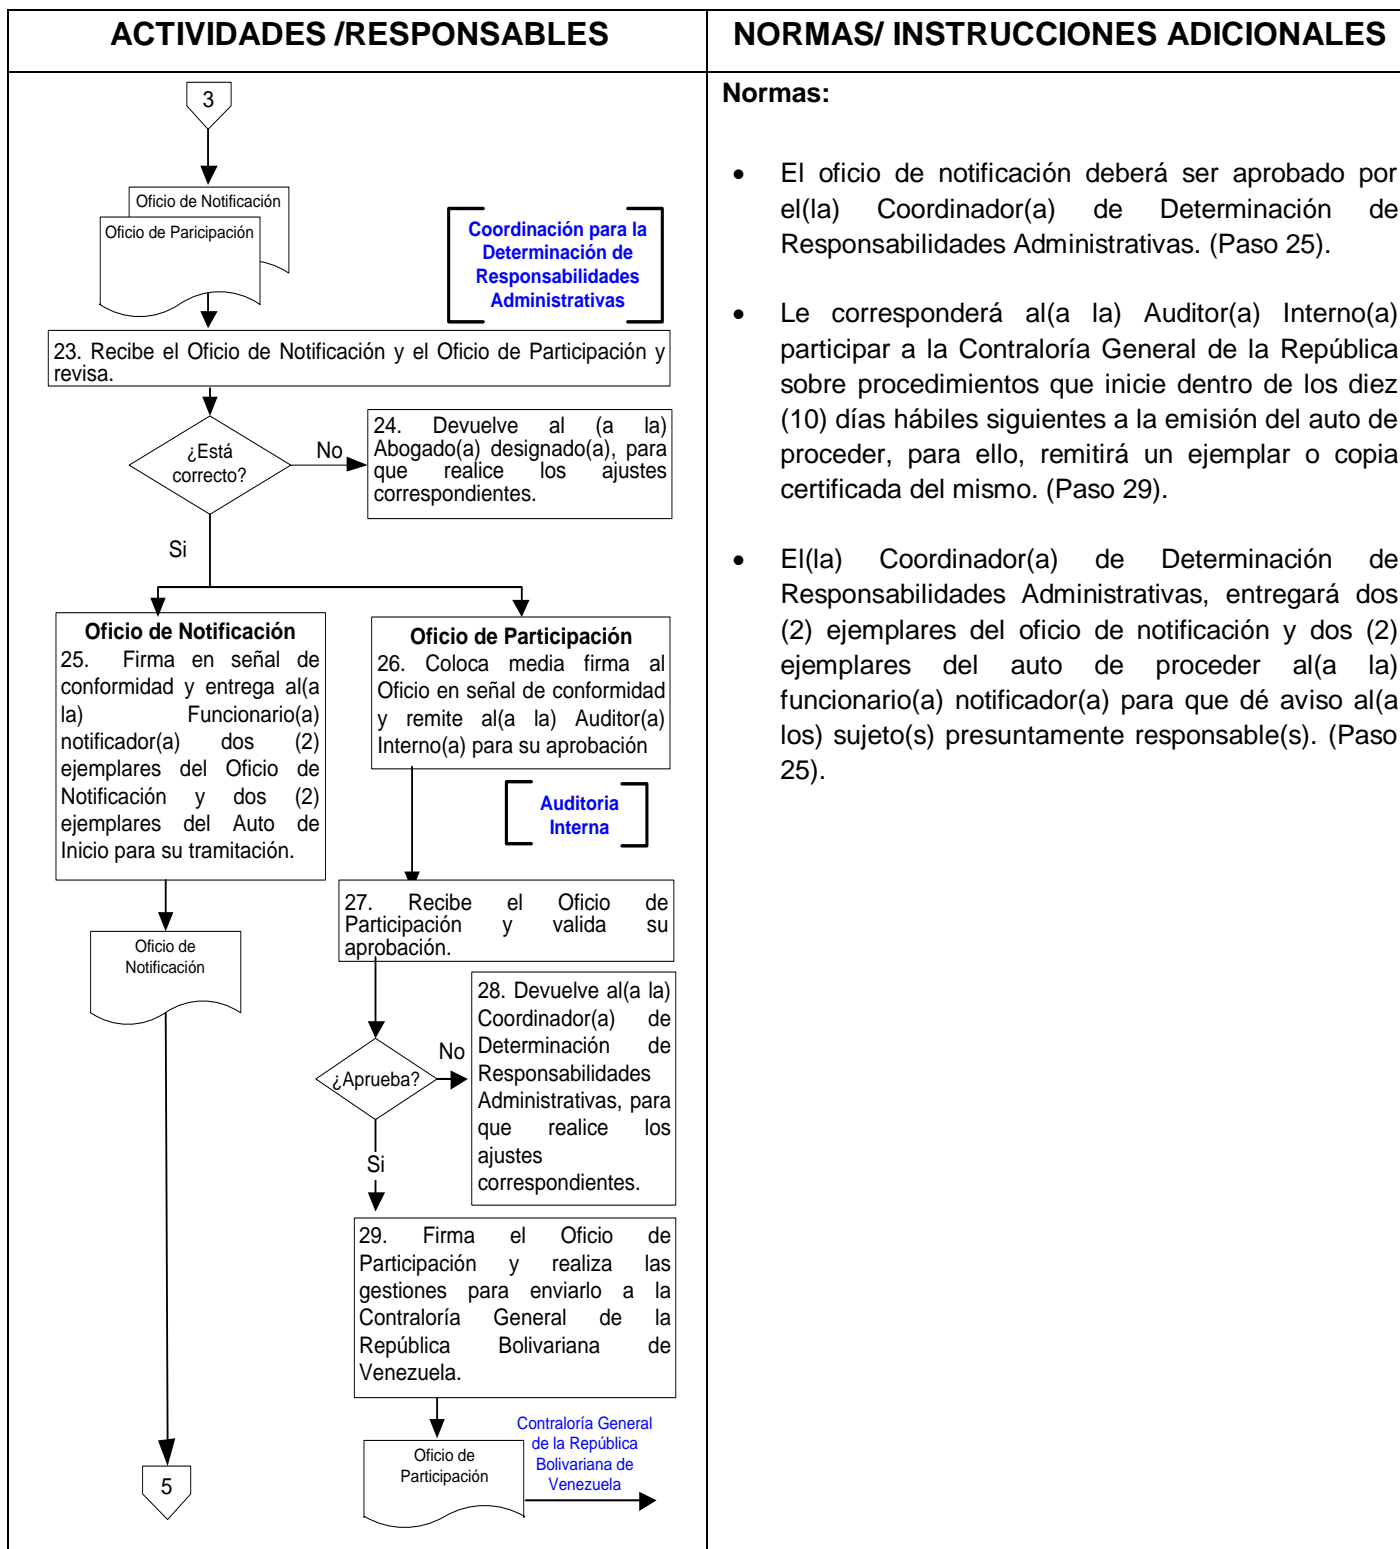 ACTIVIDADES /RESPONSABLES
NORMAS/ INSTRUCCIONES ADICIONALES
3
Oficio de Notificación
Oficio de Paricipación
Coordinación para la
Determinación de
Responsabilidades
Administrativas
23. Recibe el Oficio de Notificación y el Oficio de Participación y
revisa.
¿Está
correcto?
No
24. Devuelve al (a la)
Abogado(a) designado(a), para
que realice los ajustes
correspondientes.
Si
Oficio de Notificación
25. Firma en señal de
conformidad y entrega al(a
la) Funcionario(a)
notificador(a) dos (2)
ejemplares del Oficio de
Notificación y dos (2)
ejemplares del Auto de
Inicio para su tramitación.
Oficio de Participación
26. Coloca media firma al
Oficio en señal de conformidad
y remite al(a la) Auditor(a)
Interno(a) para su aprobación
Auditoria
Interna
27. Recibe el Oficio de
Participación y valida su
aprobación.
Oficio de
Notificación
¿Aprueba?
No
28. Devuelve al(a la)
Coordinador(a) de
Determinación de
Responsabilidades
Administrativas, para
que realice los
ajustes
correspondientes.
Si
29. Firma el Oficio de
Participación y realiza las
gestiones para enviarlo a la
Contraloría General de la
República Bolivariana de
Venezuela.
Oficio de
Participación
Contraloría General
de la República
Bolivariana de
Venezuela
5
Normas:
• El oficio de notificación deberá ser aprobado por
el(la) Coordinador(a) de Determinación de
Responsabilidades Administrativas. (Paso 25).
• Le corresponderá al(a la) Auditor(a) Interno(a)
participar a la Contraloría General de la República
sobre procedimientos que inicie dentro de los diez
(10) días hábiles siguientes a la emisión del auto de
proceder, para ello, remitirá un ejemplar o copia
certificada del mismo. (Paso 29).
• El(la) Coordinador(a) de Determinación de
Responsabilidades Administrativas, entregará dos
(2) ejemplares del oficio de notificación y dos (2)
ejemplares del auto de proceder al(a la)
funcionario(a) notificador(a) para que dé aviso al(a
los) sujeto(s) presuntamente responsable(s). (Paso
25).